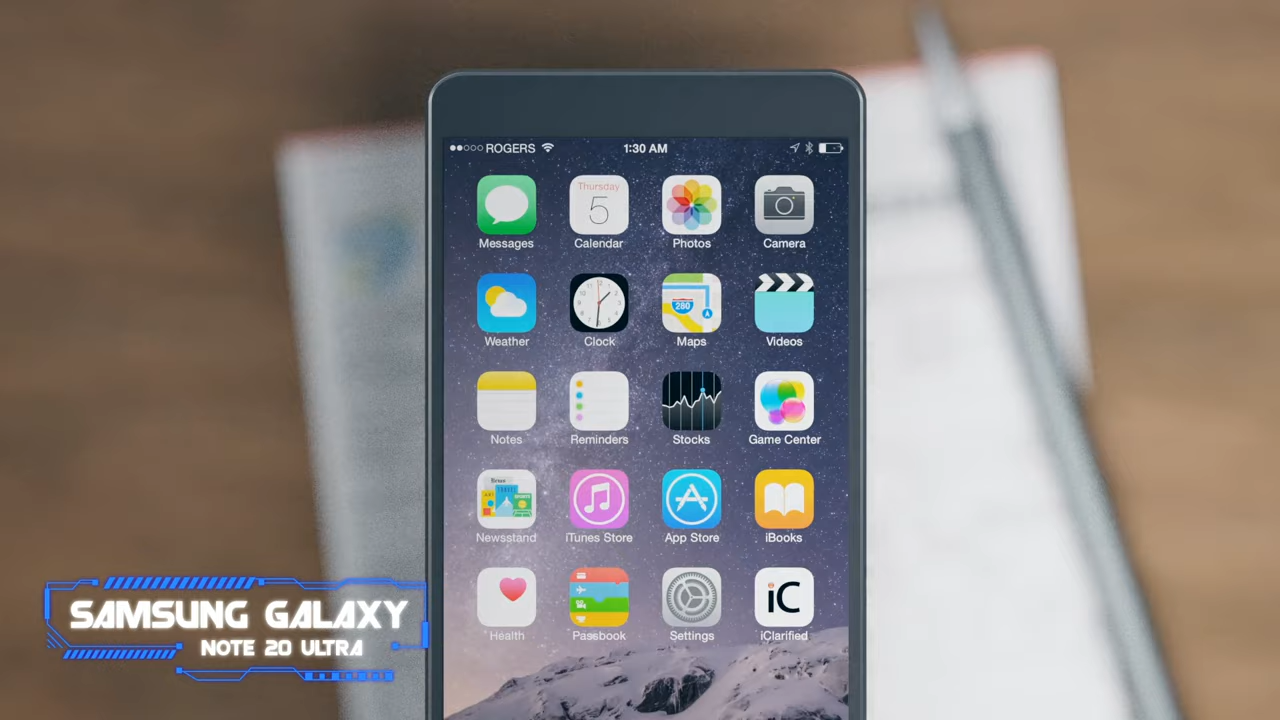 ROGERS 1:30 AM
Thursday
5
280
Messages Calendar Photos Camera
Weather Clock Maps Videos
Notes Reminders Stocks Game Center
News
Newsstand iTunes Store App Store iBooks
iC
Health Passbook Settings iClarified
SAMSUNG GALAXY
NOTE 20 ULTRA